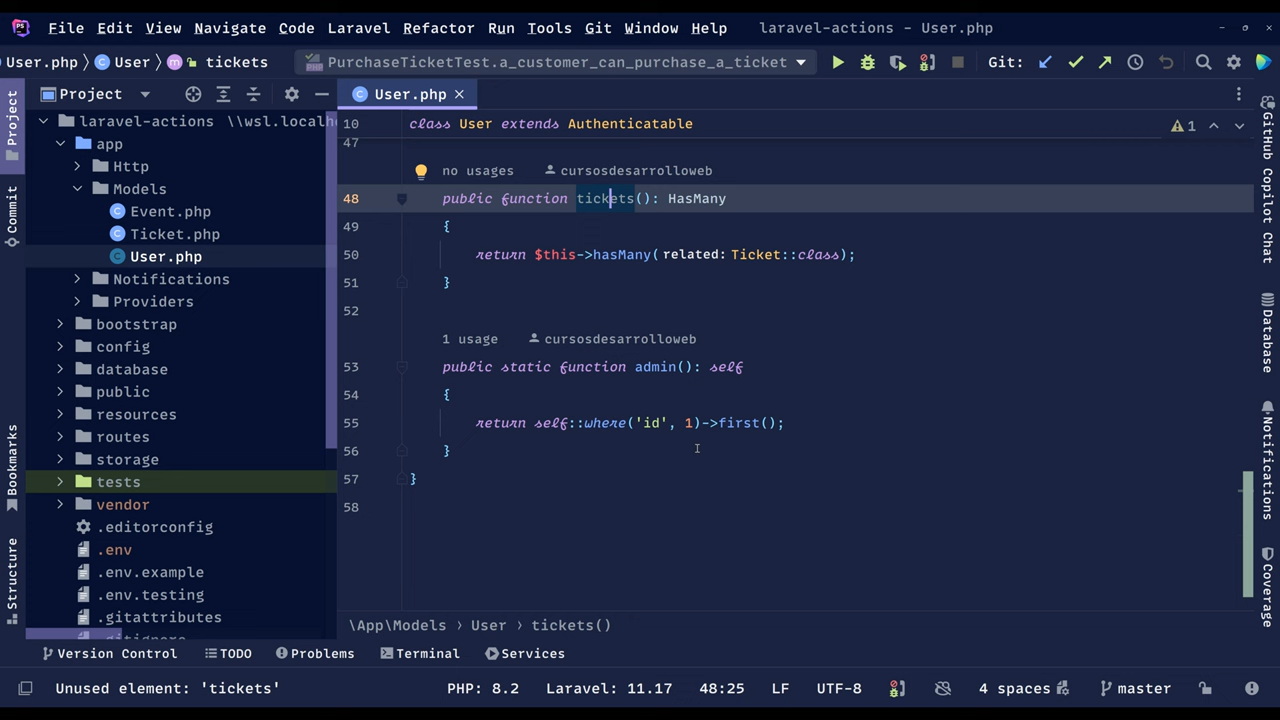 File Edit View Navigate Code Laravel Refactor Run Tools Git Window Help laravel-actions - User.php
User.php User tickets PurchaseTicketTest.a_customer_can_purchase_a_ticket Git:
Project
User.php
laravel-actions \\wsl.localh
app
Http
Models
Event.php
Ticket.php
User.php
Notifications
Providers
bootstrap
config
database
public
resources
routes
storage
tests
vendor
.editorconfig
.env
.env.example
.env.testing
.gitattributes
.gitignore
Project
Commit
Bookmarks
Structure
10 class User extends Authenticatable
1
47
no usages cursosdesarrolloweb
48 public function tickets(): HasMany
49 {
50 return $this->hasMany( related: Ticket::class);
51 }
52
1 usage cursosdesarrolloweb
53 public static function admin(): self
54 {
55 return self::where('id', 1)->first();
56 }
57 }
58
GitHub Copilot Chat
Database
Notifications
Coverage
\App\Models User tickets()
Version Control TODO Problems Terminal Services
Unused element: 'tickets' PHP: 8.2 Laravel: 11.17 48:25 LF UTF-8 4 spaces master